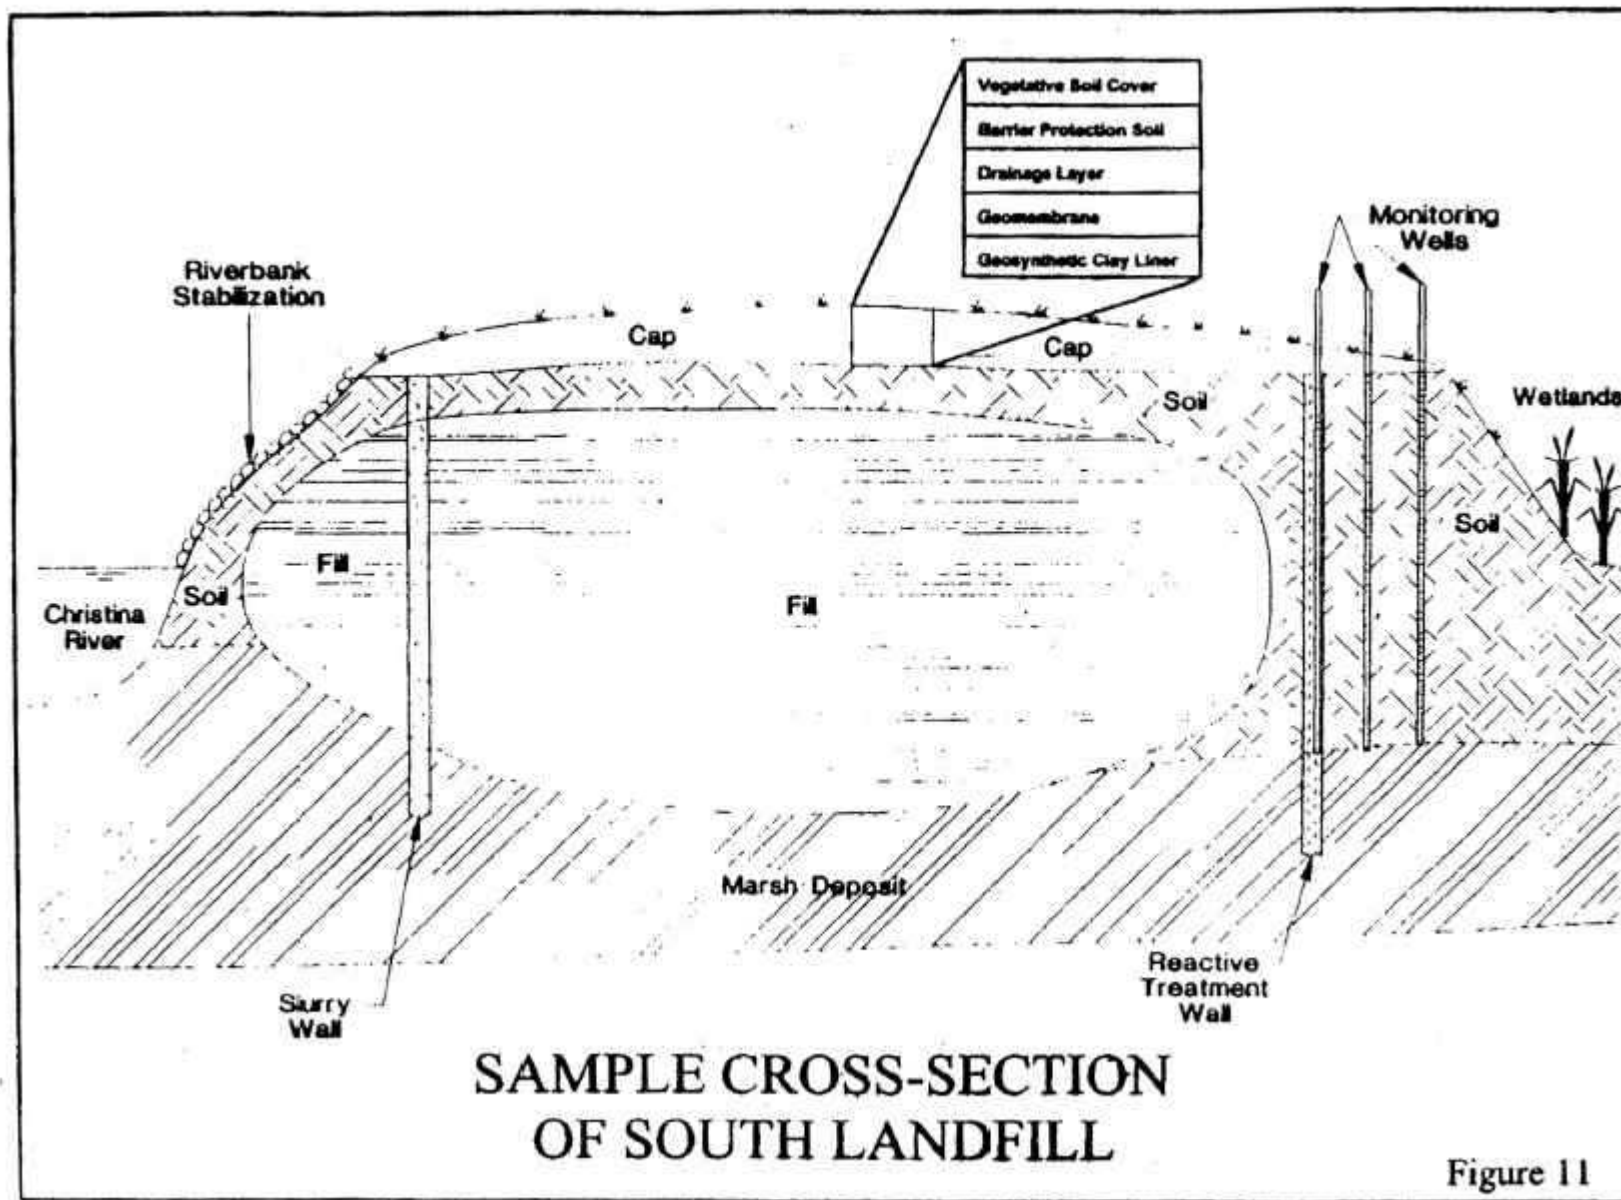 Vegetative Soil Cover
Barrier Protection Soil
Drainage Layer
Geomembrane
Geosynthetic Clay Liner
Monitoring
Wells
Riverbank
Stabilization
Cap
Cap
Soil
Wetlands
Fill
Fill
Soil
Soil
Christina
River
Marsh Deposit
Slurry
Wall
Reactive
Treatment
Wall
SAMPLE CROSS-SECTION
OF SOUTH LANDFILL
Figure 11